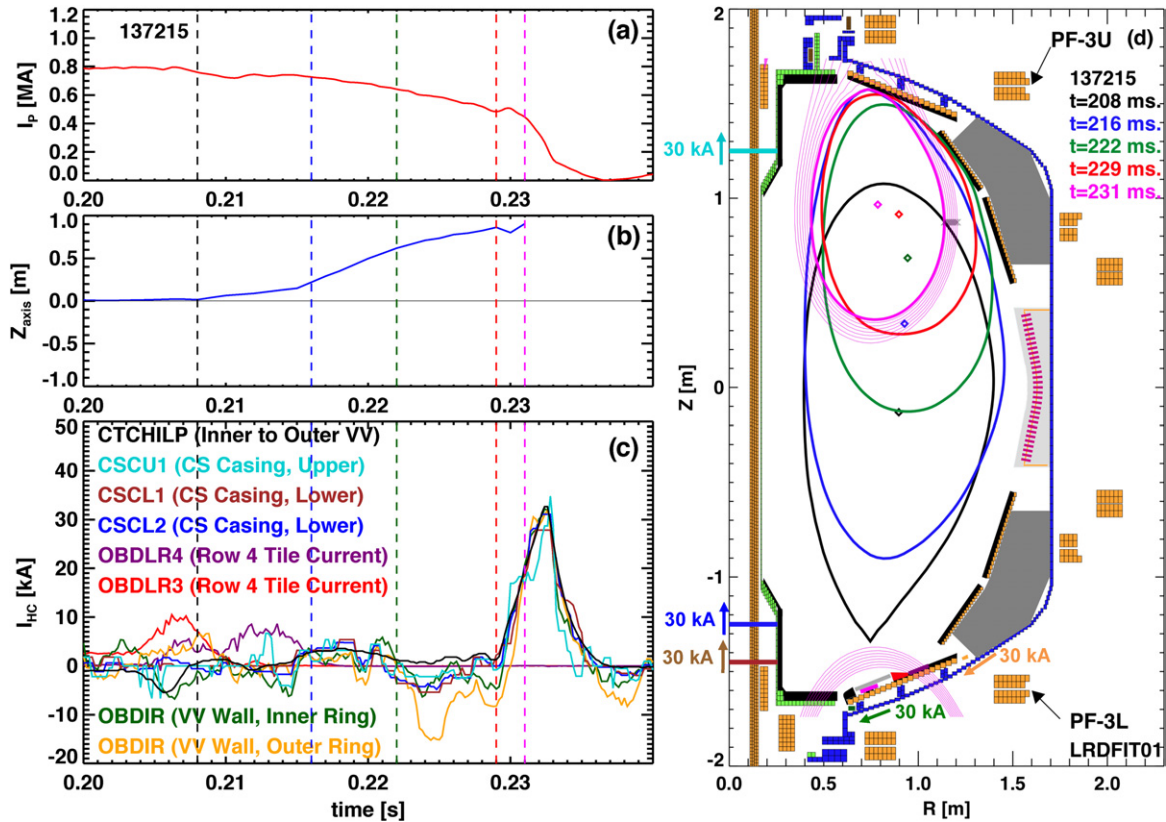 137215
(a)
I_P [MA]
1.2
1.0
0.8
0.6
0.4
0.2
0.0
0.20 0.21 0.22 0.23
(b)
Z_axis [m]
1.0
0.5
0.0
-0.5
-1.0
0.20 0.21 0.22 0.23
(c)
I_HC [kA]
50
40
30
20
10
0
-10
-20
CTCHILP (Inner to Outer VV)
CSCU1 (CS Casing, Upper)
CSCL1 (CS Casing, Lower)
CSCL2 (CS Casing, Lower)
OBDLR4 (Row 4 Tile Current)
OBDLR3 (Row 4 Tile Current)
OBDIR (VV Wall, Inner Ring)
OBDIR (VV Wall, Outer Ring)
0.20 0.21 0.22 0.23
time [s]
(d)
PF-3U
137215
t=208 ms.
t=216 ms.
t=222 ms.
t=229 ms.
t=231 ms.
30 kA
30 kA
30 kA
30 kA
30 kA
PF-3L
LRDFIT01
Z [m]
2
1
0
-1
-2
0.0 0.5 1.0 1.5 2.0
R [m]